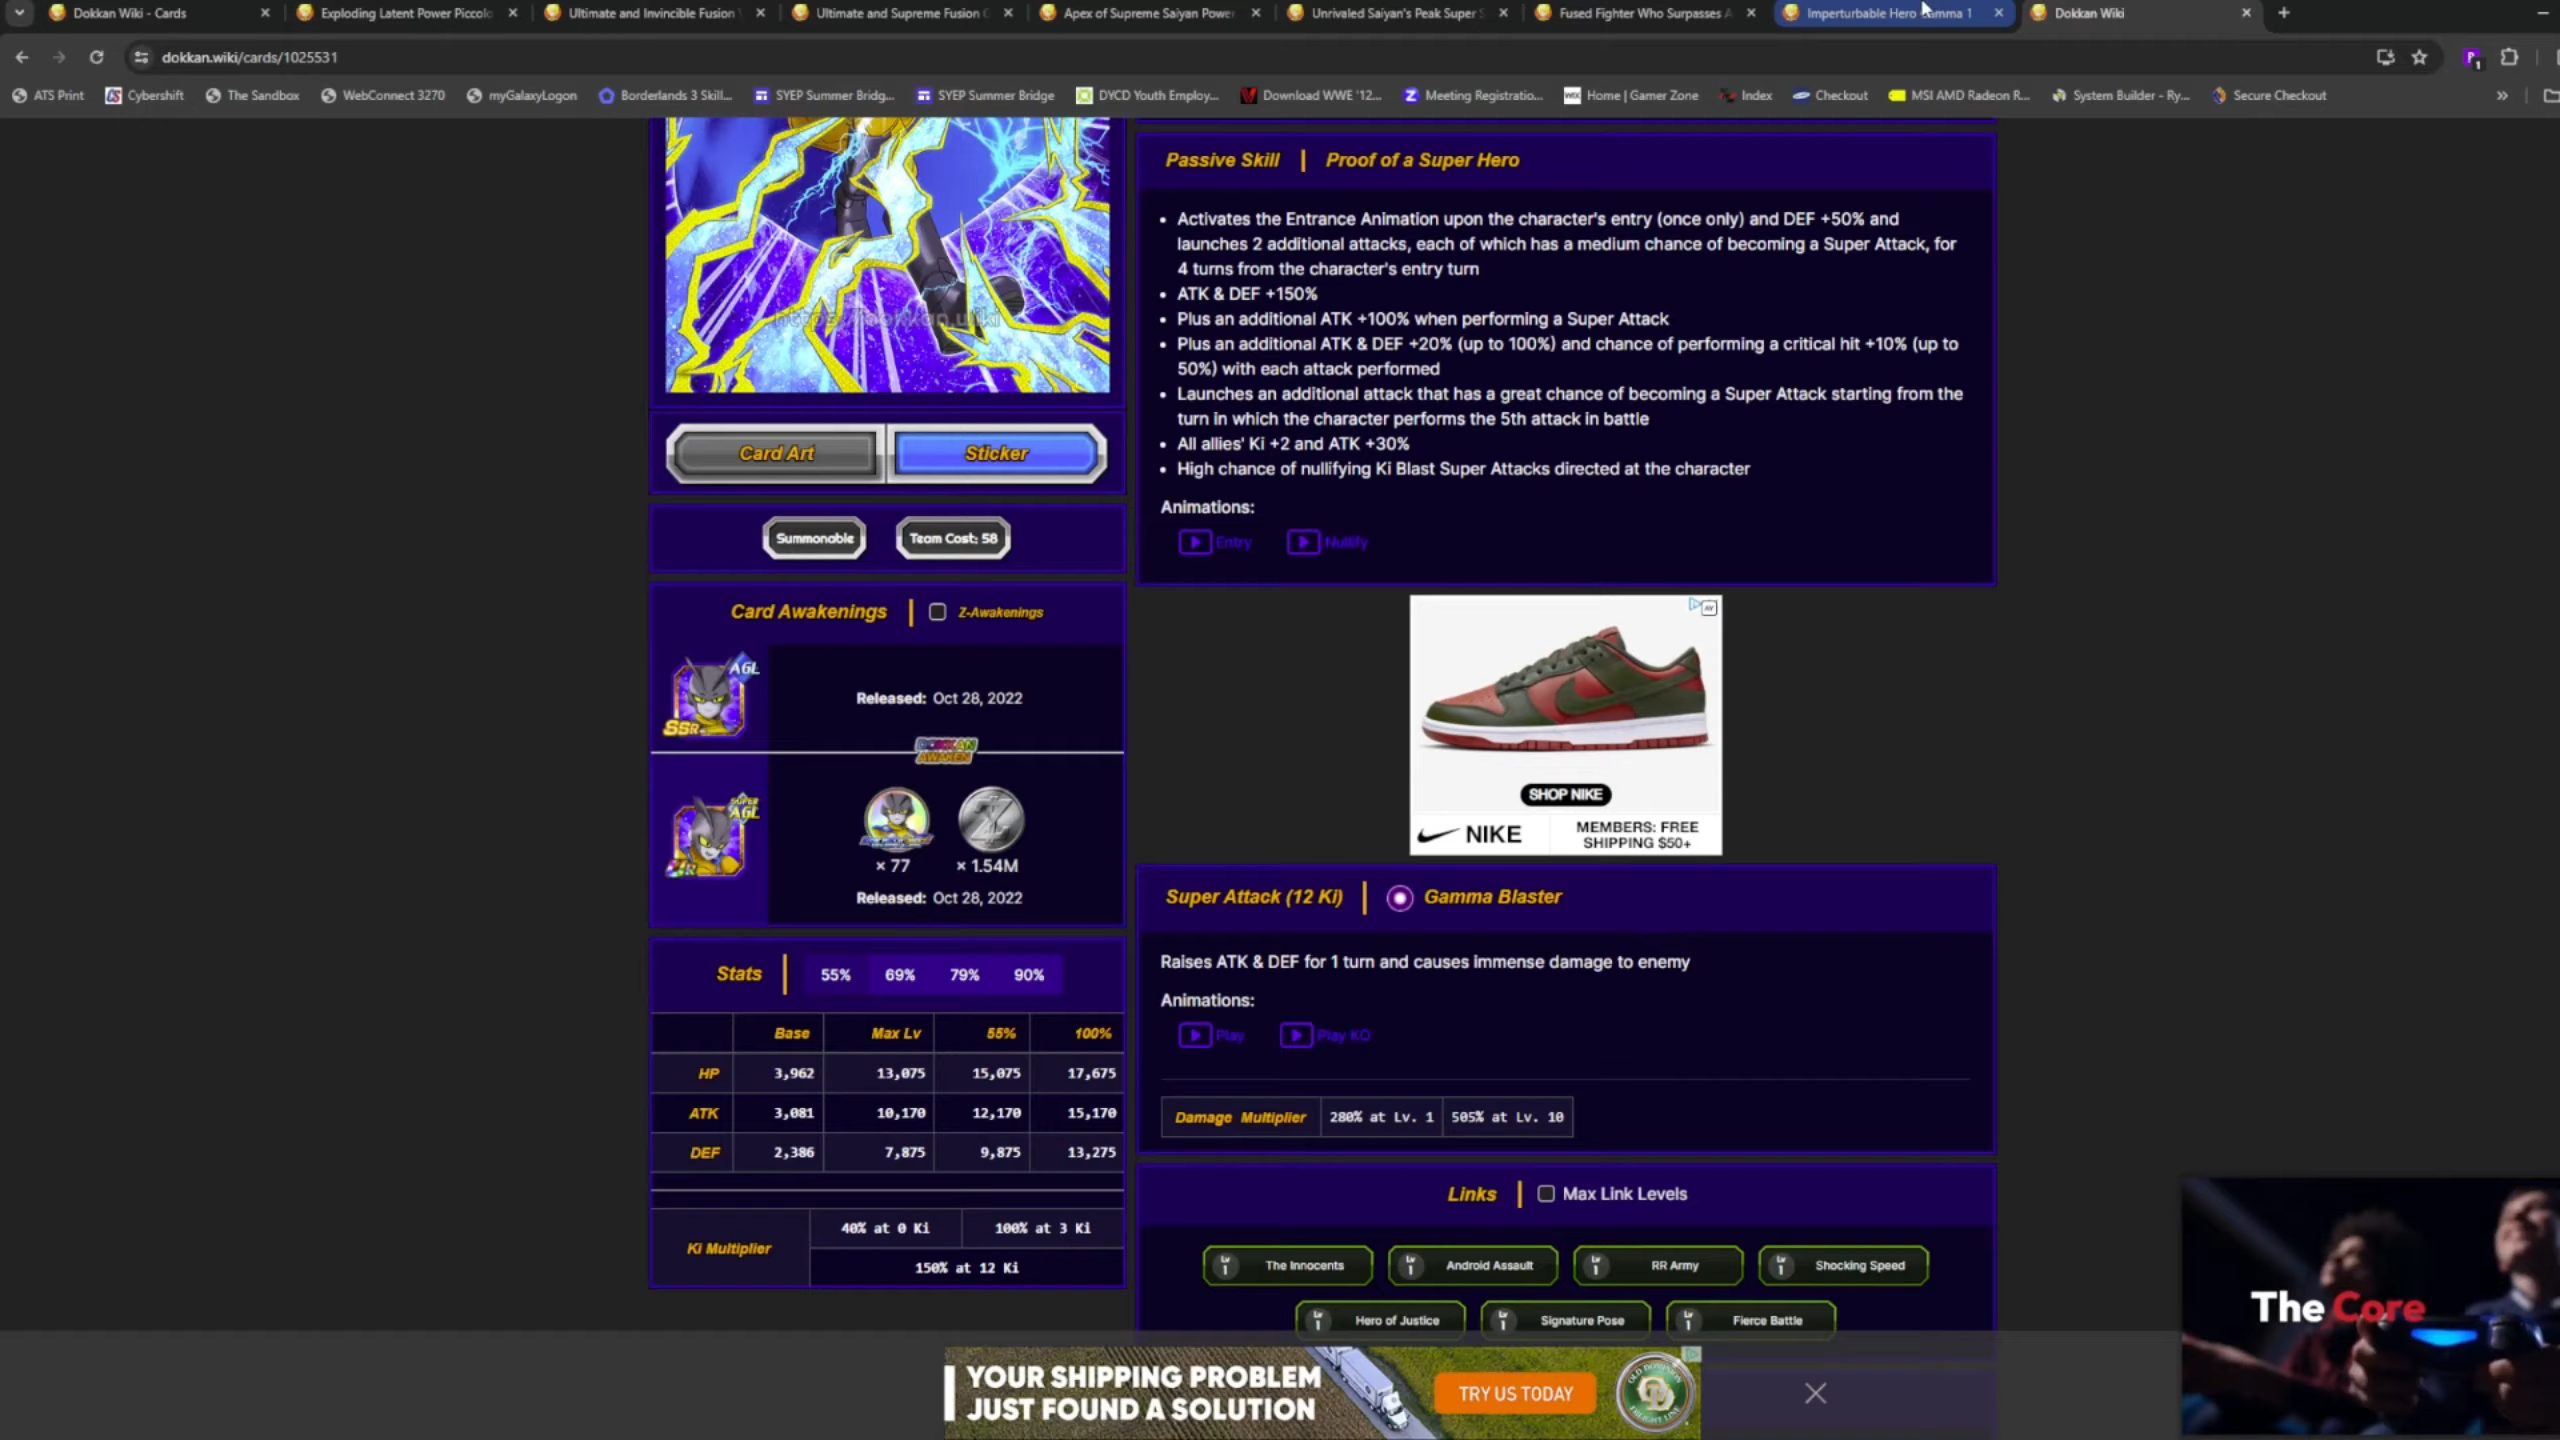 Dokkan Wiki - Cards
Exploding Latent Power Piccolo
Ultimate and Invincible Fusion
Ultimate and Supreme Fusion
Apex of Supreme Saiyan Power
Unrivaled Saiyan's Peak Super S
Fused Fighter Who Surpasses A
Imperturbable Hero Gamma 1
Dokkan Wiki
dokkan.wiki/cards/1025531
ATS Print
Cybershift
The Sandbox
WebConnect 3270
myGalaxyLogon
Borderlands 3 Skill...
SYEP Summer Bridg...
SYEP Summer Bridge
DYCD Youth Employ...
Download WWE '12...
Meeting Registratio...
Home | Gamer Zone
Index
Checkout
MSI AMD Radeon R...
System Builder - Ry...
Secure Checkout
https://dokkan.wiki
Card Art
Sticker
Summonable
Team Cost: 58
Card Awakenings
Z-Awakenings
AGL
SSR
Released: Oct 28, 2022
DOKKAN
AWAKEN
SUPER
AGL
UR
× 77
× 1.54M
Released: Oct 28, 2022
Stats
55%
69%
79%
90%
Base Max Lv 55% 100%
HP 3,962 13,075 15,075 17,675
ATK 3,081 10,170 12,170 15,170
DEF 2,386 7,875 9,875 13,275
Ki Multiplier
40% at 0 Ki
100% at 3 Ki
150% at 12 Ki
Passive Skill | Proof of a Super Hero
• Activates the Entrance Animation upon the character's entry (once only) and DEF +50% and
launches 2 additional attacks, each of which has a medium chance of becoming a Super Attack, for
4 turns from the character's entry turn
• ATK & DEF +150%
• Plus an additional ATK +100% when performing a Super Attack
• Plus an additional ATK & DEF +20% (up to 100%) and chance of performing a critical hit +10% (up to
50%) with each attack performed
• Launches an additional attack that has a great chance of becoming a Super Attack starting from the
turn in which the character performs the 5th attack in battle
• All allies' Ki +2 and ATK +30%
• High chance of nullifying Ki Blast Super Attacks directed at the character
Animations:
Entry
Nullify
SHOP NIKE
NIKE
MEMBERS: FREE
SHIPPING $50+
Super Attack (12 Ki) | Gamma Blaster
Raises ATK & DEF for 1 turn and causes immense damage to enemy
Animations:
Play
Play KO
Damage Multiplier
280% at Lv. 1
505% at Lv. 10
Links
Max Link Levels
Lv 1 The Innocents
Lv 1 Android Assault
Lv 1 RR Army
Lv 1 Shocking Speed
Lv 1 Hero of Justice
Lv 1 Signature Pose
Lv 1 Fierce Battle
YOUR SHIPPING PROBLEM
JUST FOUND A SOLUTION
TRY US TODAY
The Core